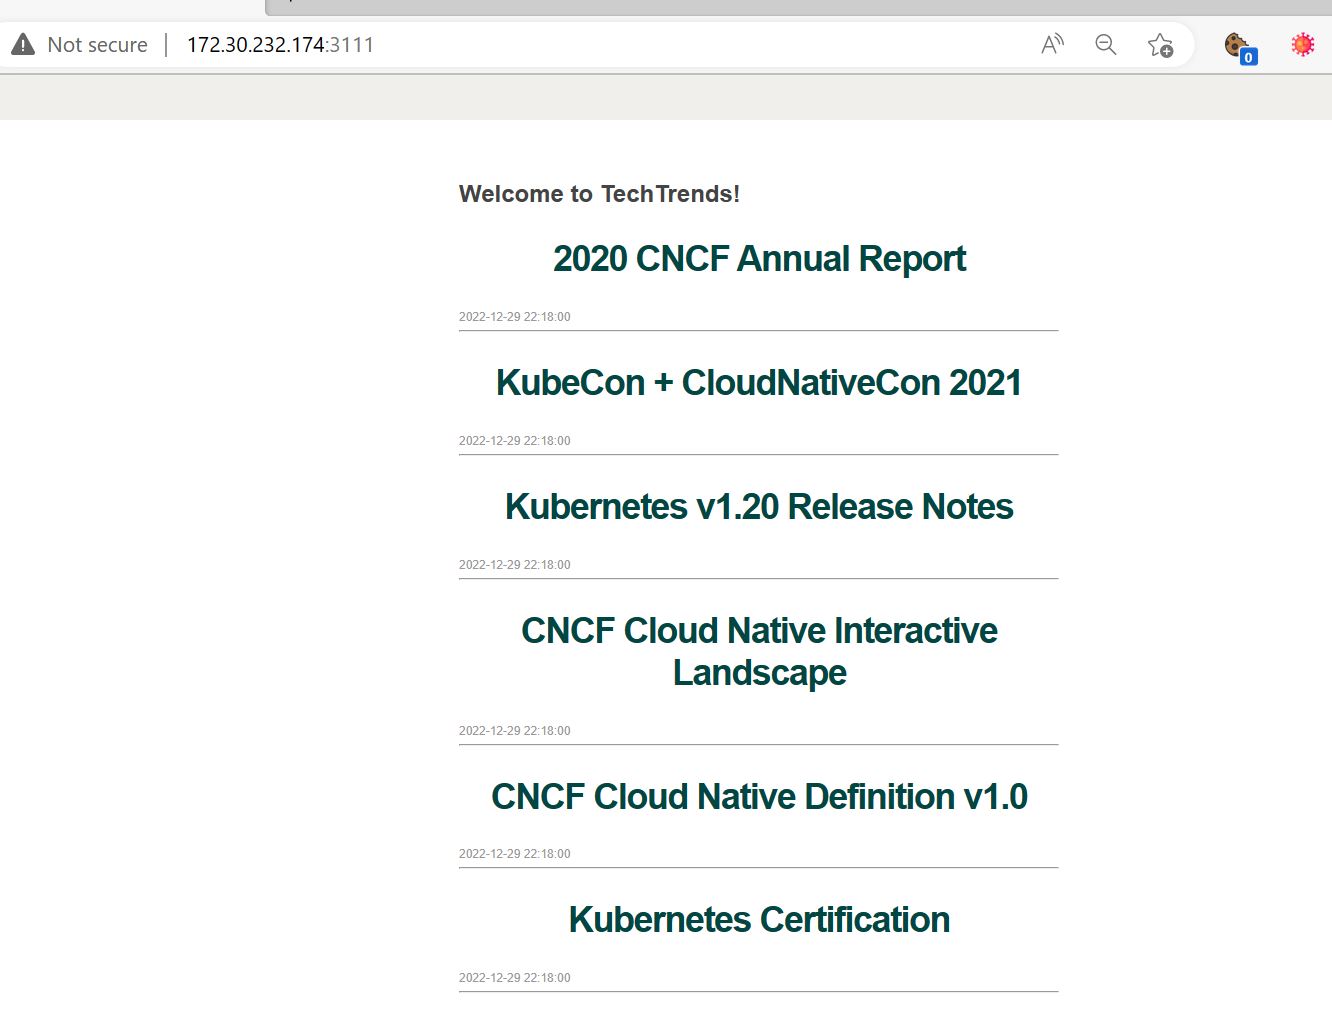 Not secure 172.30.232.174:3111
0
Welcome to TechTrends!
2020 CNCF Annual Report
2022-12-29 22:18:00
KubeCon + CloudNativeCon 2021
2022-12-29 22:18:00
Kubernetes v1.20 Release Notes
2022-12-29 22:18:00
CNCF Cloud Native Interactive
Landscape
2022-12-29 22:18:00
CNCF Cloud Native Definition v1.0
2022-12-29 22:18:00
Kubernetes Certification
2022-12-29 22:18:00